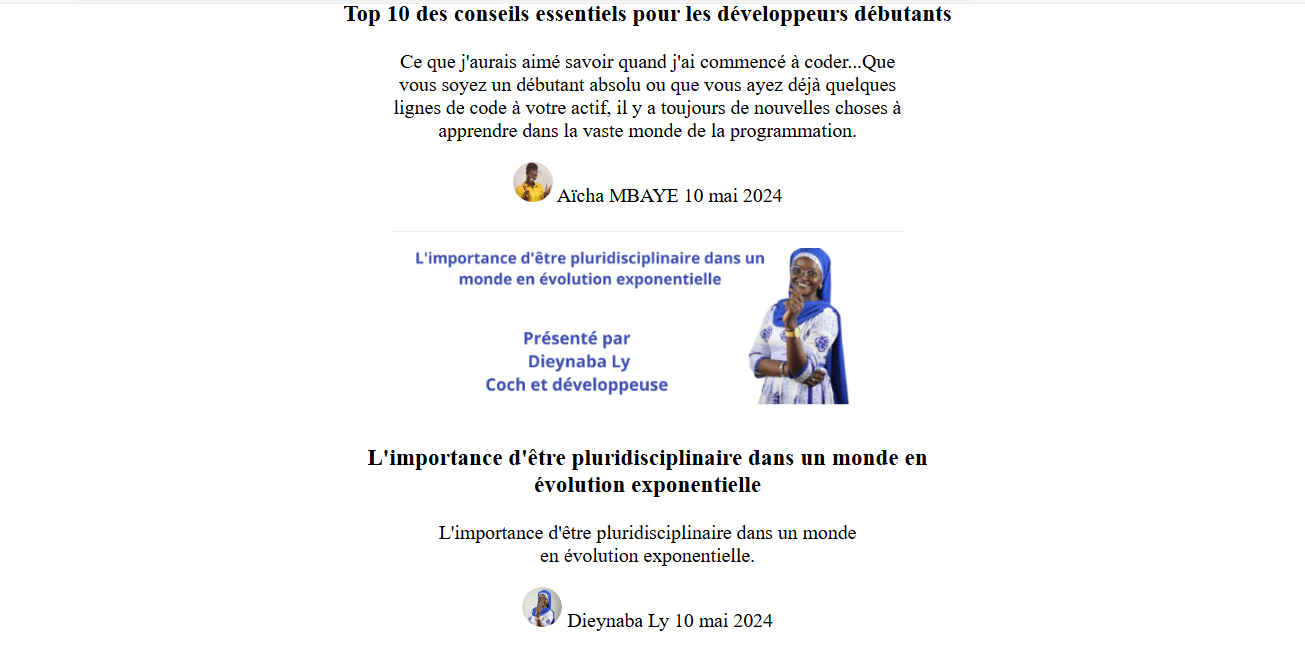 Top 10 des conseils essentiels pour les développeurs débutants
Ce que j'aurais aimé savoir quand j'ai commencé à coder...Que
vous soyez un débutant absolu ou que vous ayez déjà quelques
lignes de code à votre actif, il y a toujours de nouvelles choses à
apprendre dans la vaste monde de la programmation.
Aïcha MBAYE 10 mai 2024
L'importance d'être pluridisciplinaire dans un
monde en évolution exponentielle
Présenté par
Dieynaba Ly
Coch et développeuse
L'importance d'être pluridisciplinaire dans un monde en
évolution exponentielle
L'importance d'être pluridisciplinaire dans un monde
en évolution exponentielle.
Dieynaba Ly 10 mai 2024